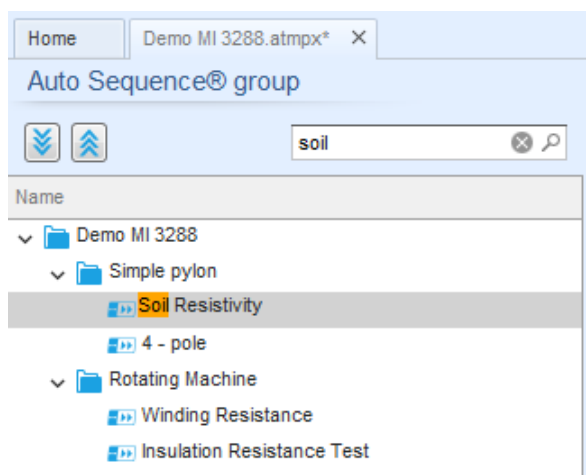 Home
Demo MI 3288.atmpx*
Auto Sequence® group
soil
Name
Demo MI 3288
Simple pylon
Soil Resistivity
4 - pole
Rotating Machine
Winding Resistance
Insulation Resistance Test